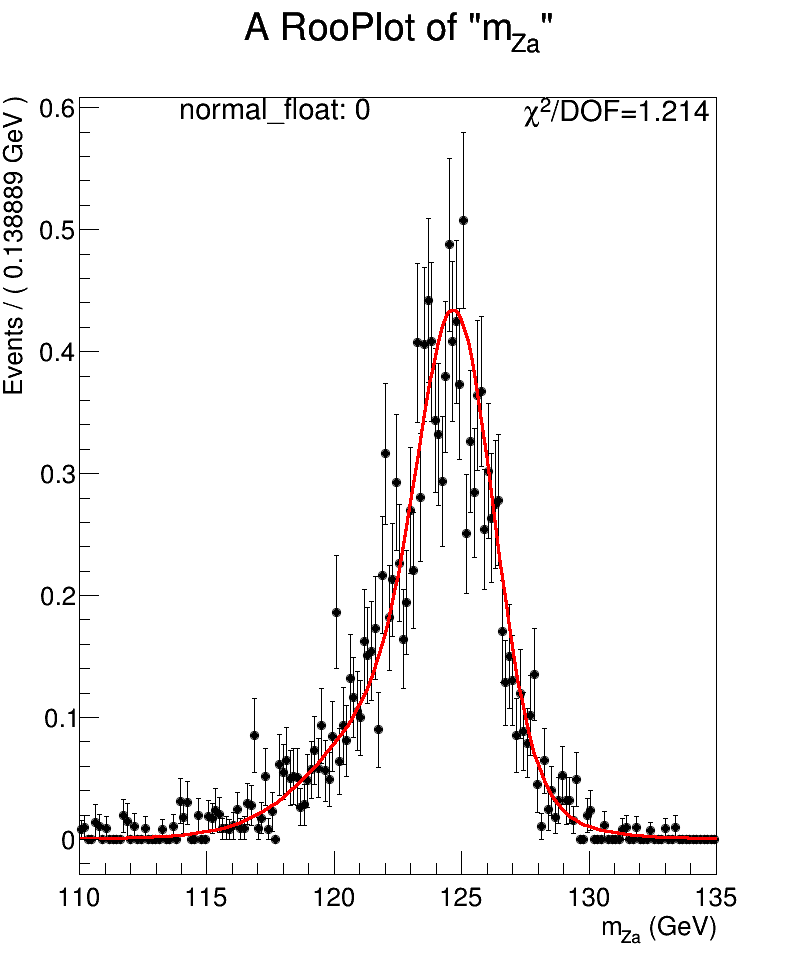 A RooPlot of "m_Za"
normal_float: 0
χ²/DOF=1.214
Events / ( 0.138889 GeV )
0.6
0.5
0.4
0.3
0.2
0.1
0
110
115
120
125
130
135
m_Za (GeV)